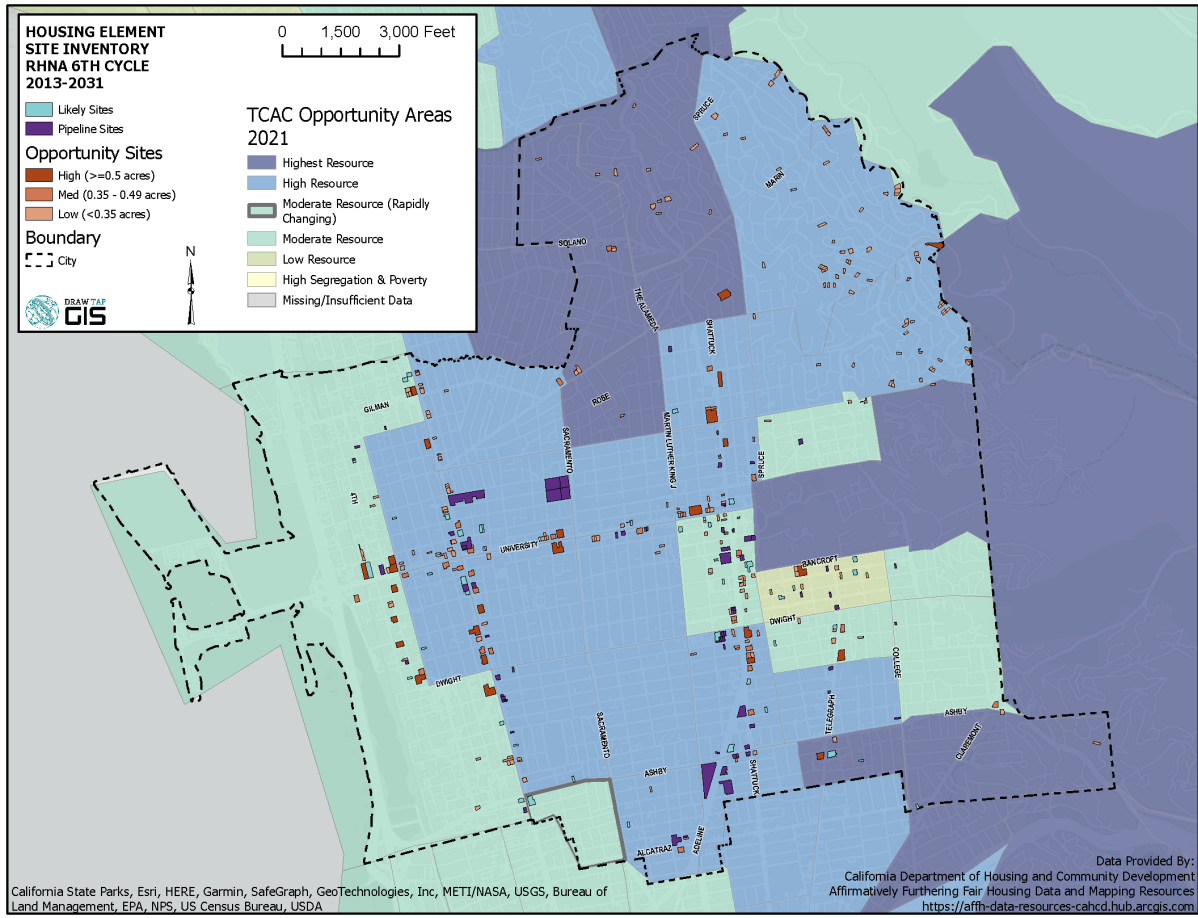 HOUSING ELEMENT
SITE INVENTORY
RHNA 6TH CYCLE
2013-2031
Likely Sites
Pipeline Sites
Opportunity Sites
High (>=0.5 acres)
Med (0.35 - 0.49 acres)
Low (<0.35 acres)
Boundary
City
DRAW TAP
GIS
N
0 1,500 3,000 Feet
TCAC Opportunity Areas
2021
Highest Resource
High Resource
Moderate Resource (Rapidly
Changing)
Moderate Resource
Low Resource
High Segregation & Poverty
Missing/Insufficient Data
SPRUCE
MARIN
SOLANO
THE ALAMEDA
SHATTUCK
ROSE
GILMAN
SACRAMENTO
MARTIN LUTHER KING J
SPRUCE
4TH
UNIVERSITY
BANCROFT
DWIGHT
COLLEGE
DWIGHT
SACRAMENTO
TELEGRAPH
ASHBY
CLAREMONT
ASHBY
SHATTUCK
ADELINE
ALCATRAZ
Data Provided By:
California Department of Housing and Community Development
Affirmatively Furthering Fair Housing Data and Mapping Resources
https://affh-data-resources-cahcd.hub.arcgis.com
California State Parks, Esri, HERE, Garmin, SafeGraph, GeoTechnologies, Inc, METI/NASA, USGS, Bureau of
Land Management, EPA, NPS, US Census Bureau, USDA